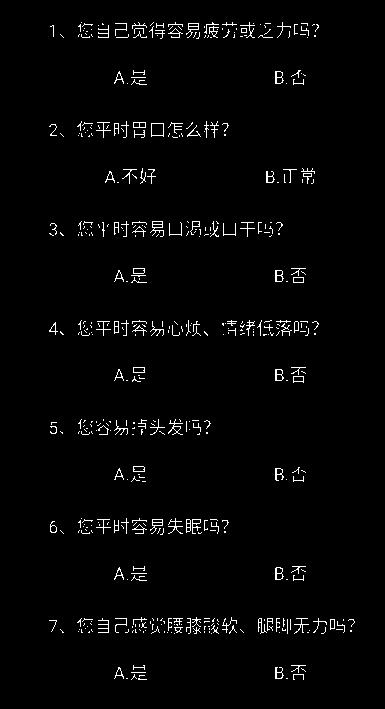 1、您自己觉得容易疲劳或乏力吗?
A.是 B.否
2、您平时胃口怎么样?
A.不好 B.正常
3、您平时容易口渴或口干吗?
A.是 B.否
4、您平时容易心烦、情绪低落吗?
A.是 B.否
5、您容易掉头发吗?
A.是 B.否
6、您平时容易失眠吗?
A.是 B.否
7、您自己感觉腰膝酸软、腿脚无力吗?
A.是 B.否